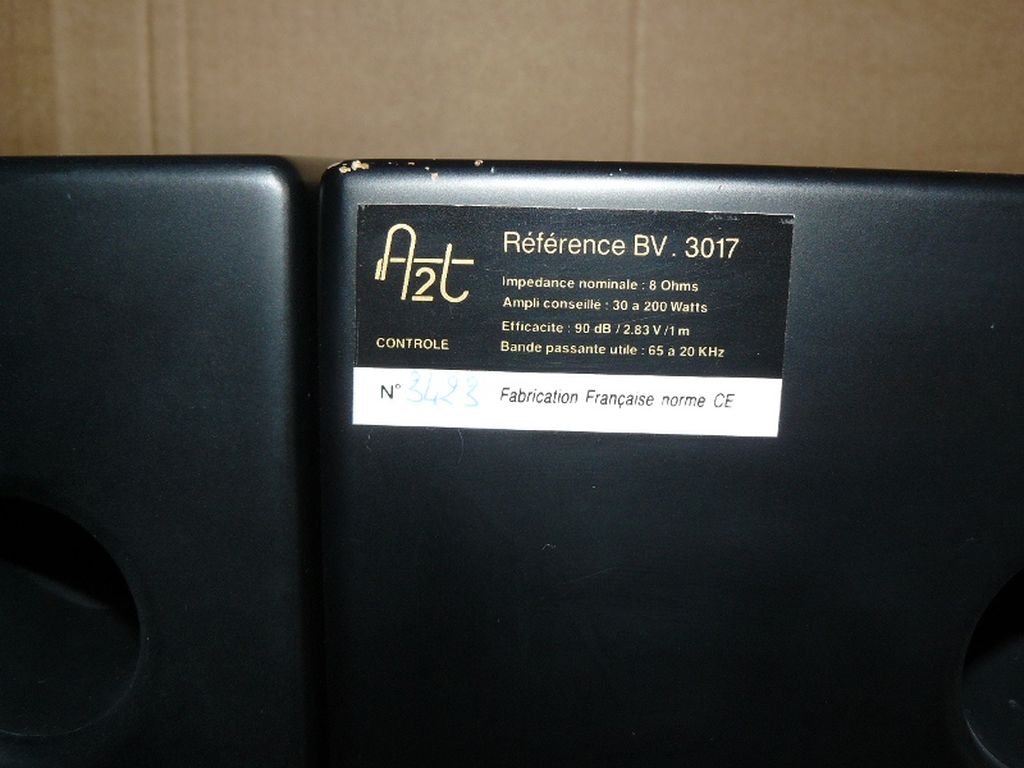 A2t
CONTROLE
Référence BV. 3017
Impedance nominale : 8 Ohms
Ampli conseillé : 30 a 200 Watts
Efficacite : 90 dB / 2.83 V / 1 m
Bande passante utile : 65 a 20 KHz
N° 3423 Fabrication Française norme CE